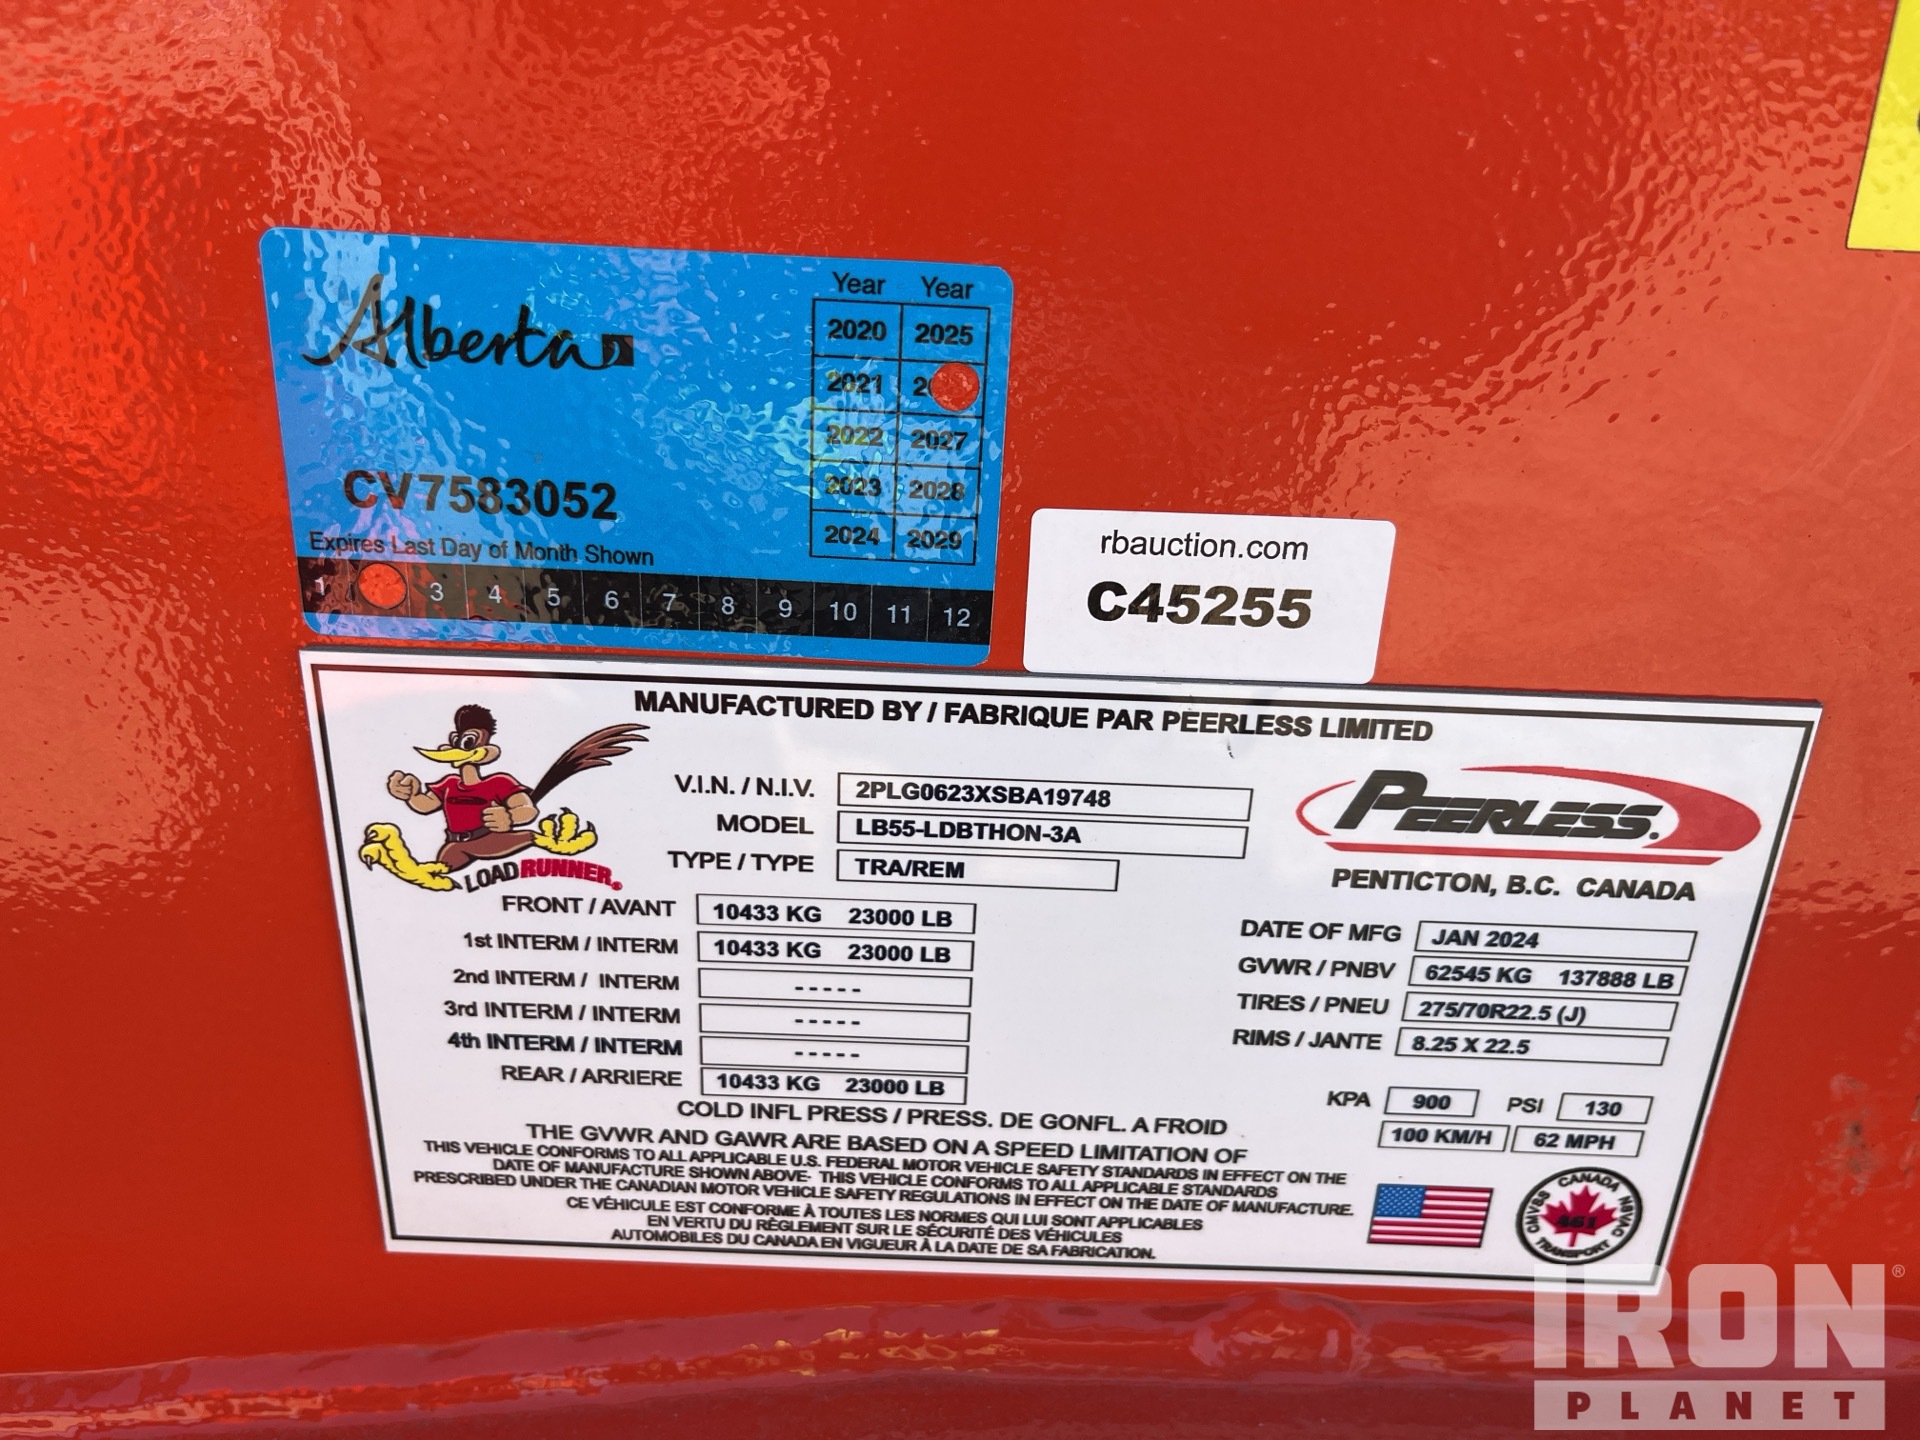 Alberta
Year Year
2020 2025
2021
2022 2027
2023 2028
2024 2029
CV7583052
Expires Last Day of Month Shown
1 3 4 5 6 7 8 9 10 11 12
rbauction.com
C45255
MANUFACTURED BY / FABRIQUE PAR PEERLESS LIMITED
LOADRUNNER®
V.I.N. / N.I.V. 2PLG0623XSBA19748
MODEL LB55-LDBTHON-3A
TYPE / TYPE TRA/REM
PEERLESS.
PENTICTON, B.C. CANADA
FRONT / AVANT 10433 KG 23000 LB
1st INTERM / INTERM 10433 KG 23000 LB
2nd INTERM / INTERM - - - - -
3rd INTERM / INTERM - - - - -
4th INTERM / INTERM - - - - -
REAR / ARRIERE 10433 KG 23000 LB
DATE OF MFG JAN 2024
GVWR / PNBV 62545 KG 137888 LB
TIRES / PNEU 275/70R22.5 (J)
RIMS / JANTE 8.25 X 22.5
COLD INFL PRESS / PRESS. DE GONFL. A FROID KPA 900 PSI 130
THE GVWR AND GAWR ARE BASED ON A SPEED LIMITATION OF 100 KM/H 62 MPH
THIS VEHICLE CONFORMS TO ALL APPLICABLE U.S. FEDERAL MOTOR VEHICLE SAFETY STANDARDS IN EFFECT ON THE
DATE OF MANUFACTURE SHOWN ABOVE- THIS VEHICLE CONFORMS TO ALL APPLICABLE STANDARDS
PRESCRIBED UNDER THE CANADIAN MOTOR VEHICLE SAFETY REGULATIONS IN EFFECT ON THE DATE OF MANUFACTURE.
CE VÉHICULE EST CONFORME À TOUTES LES NORMES QUI LUI SONT APPLICABLES
EN VERTU DU RÈGLEMENT SUR LE SÉCURITÉ DES VÉHICULES
AUTOMOBILES DU CANADA EN VIGUEUR À LA DATE DE SA FABRICATION.
CMVSS CANADA NSVAC
461
TRANSPORT
IRON®
PLANET